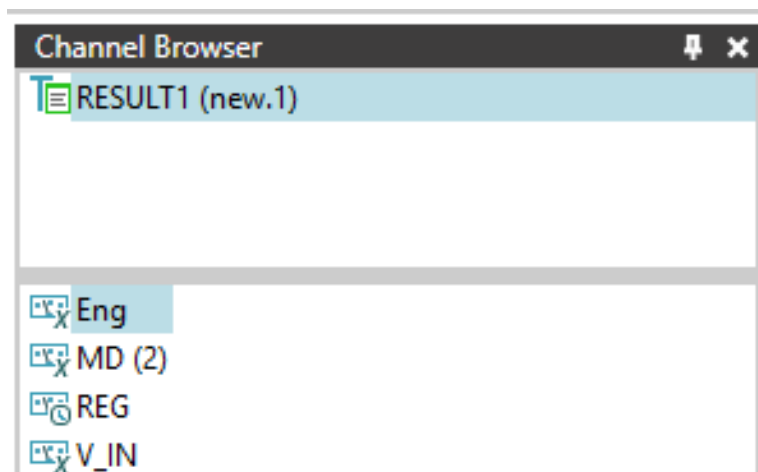 Channel Browser
RESULT1 (new.1)
Eng
MD (2)
REG
V_IN